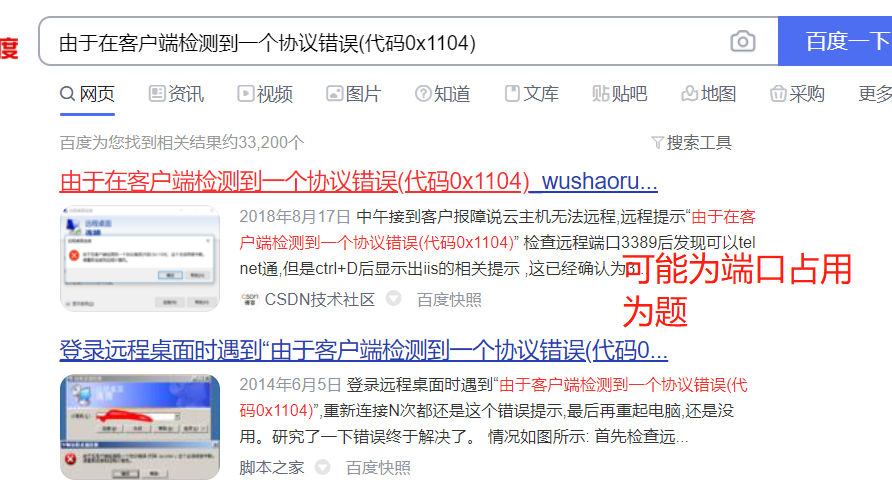 度
由于在客户端检测到一个协议错误(代码0x1104)
百度一下
网页 资讯 视频 图片 知道 文库 贴吧 地图 采购 更多
百度为您找到相关结果约33,200个
搜索工具
由于在客户端检测到一个协议错误(代码0x1104)_wushaoru...
2018年8月17日 中午接到客户报障说云主机无法远程,远程提示“由于在客
户端检测到一个协议错误(代码0x1104)” 检查远程端口3389后发现可以tel
net通,但是ctrl+D后显示出iis的相关提示 ,这已经确认为
可能为端口占用
为题
CSDN技术社区 百度快照
登录远程桌面时遇到“由于客户端检测到一个协议错误(代码0...
2014年6月5日 登录远程桌面时遇到“由于客户端检测到一个协议错误(代
码0x1104)”,重新连接N次都还是这个错误提示,最后再重起电脑,还是没
用。研究了一下错误终于解决了。 情况如图所示: 首先检查远...
脚本之家 百度快照